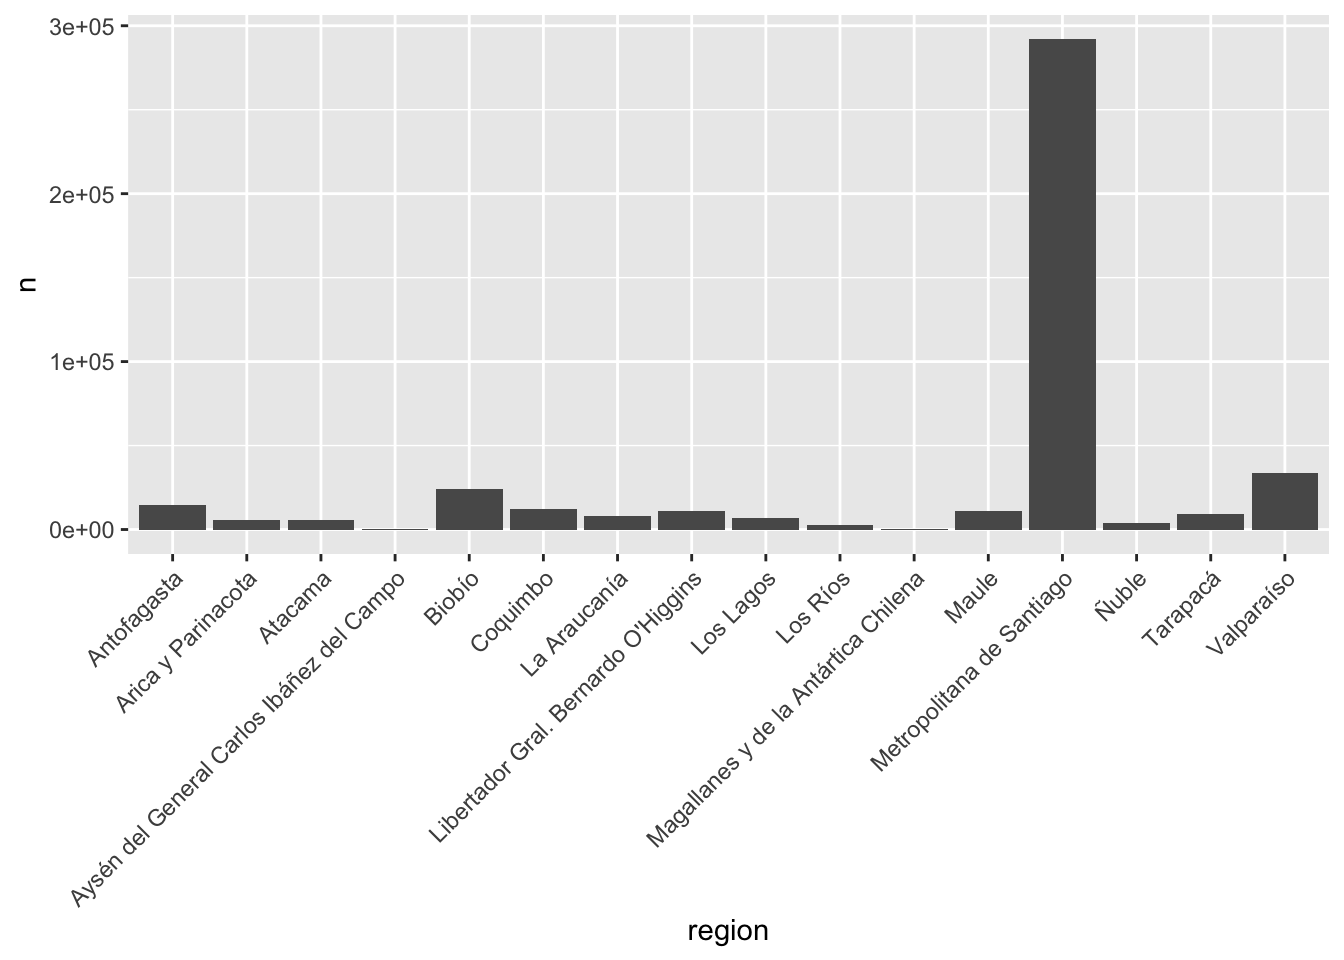 3e+05
2e+05
1e+05
0e+00
n
Antofagasta
Arica y Parinacota
Atacama
Aysén del General Carlos Ibáñez del Campo
Biobío
Coquimbo
La Araucanía
Libertador Gral. Bernardo O'Higgins
Los Lagos
Los Ríos
Magallanes y de la Antártica Chilena
Maule
Metropolitana de Santiago
Ñuble
Tarapacá
Valparaíso
region